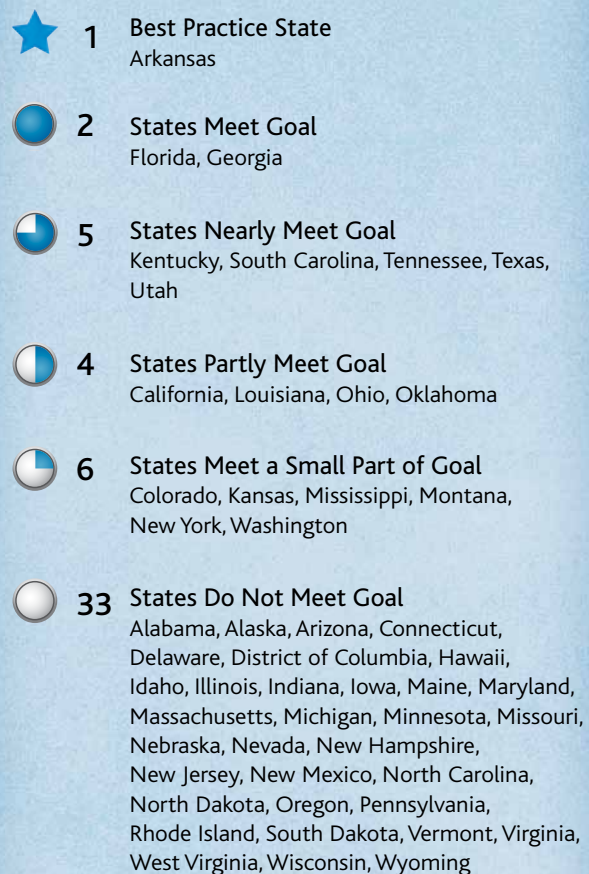 1 Best Practice State
Arkansas
2 States Meet Goal
Florida, Georgia
5 States Nearly Meet Goal
Kentucky, South Carolina, Tennessee, Texas,
Utah
4 States Partly Meet Goal
California, Louisiana, Ohio, Oklahoma
6 States Meet a Small Part of Goal
Colorado, Kansas, Mississippi, Montana,
New York, Washington
33 States Do Not Meet Goal
Alabama, Alaska, Arizona, Connecticut,
Delaware, District of Columbia, Hawaii,
Idaho, Illinois, Indiana, Iowa, Maine, Maryland,
Massachusetts, Michigan, Minnesota, Missouri,
Nebraska, Nevada, New Hampshire,
New Jersey, New Mexico, North Carolina,
North Dakota, Oregon, Pennsylvania,
Rhode Island, South Dakota, Vermont, Virginia,
West Virginia, Wisconsin, Wyoming